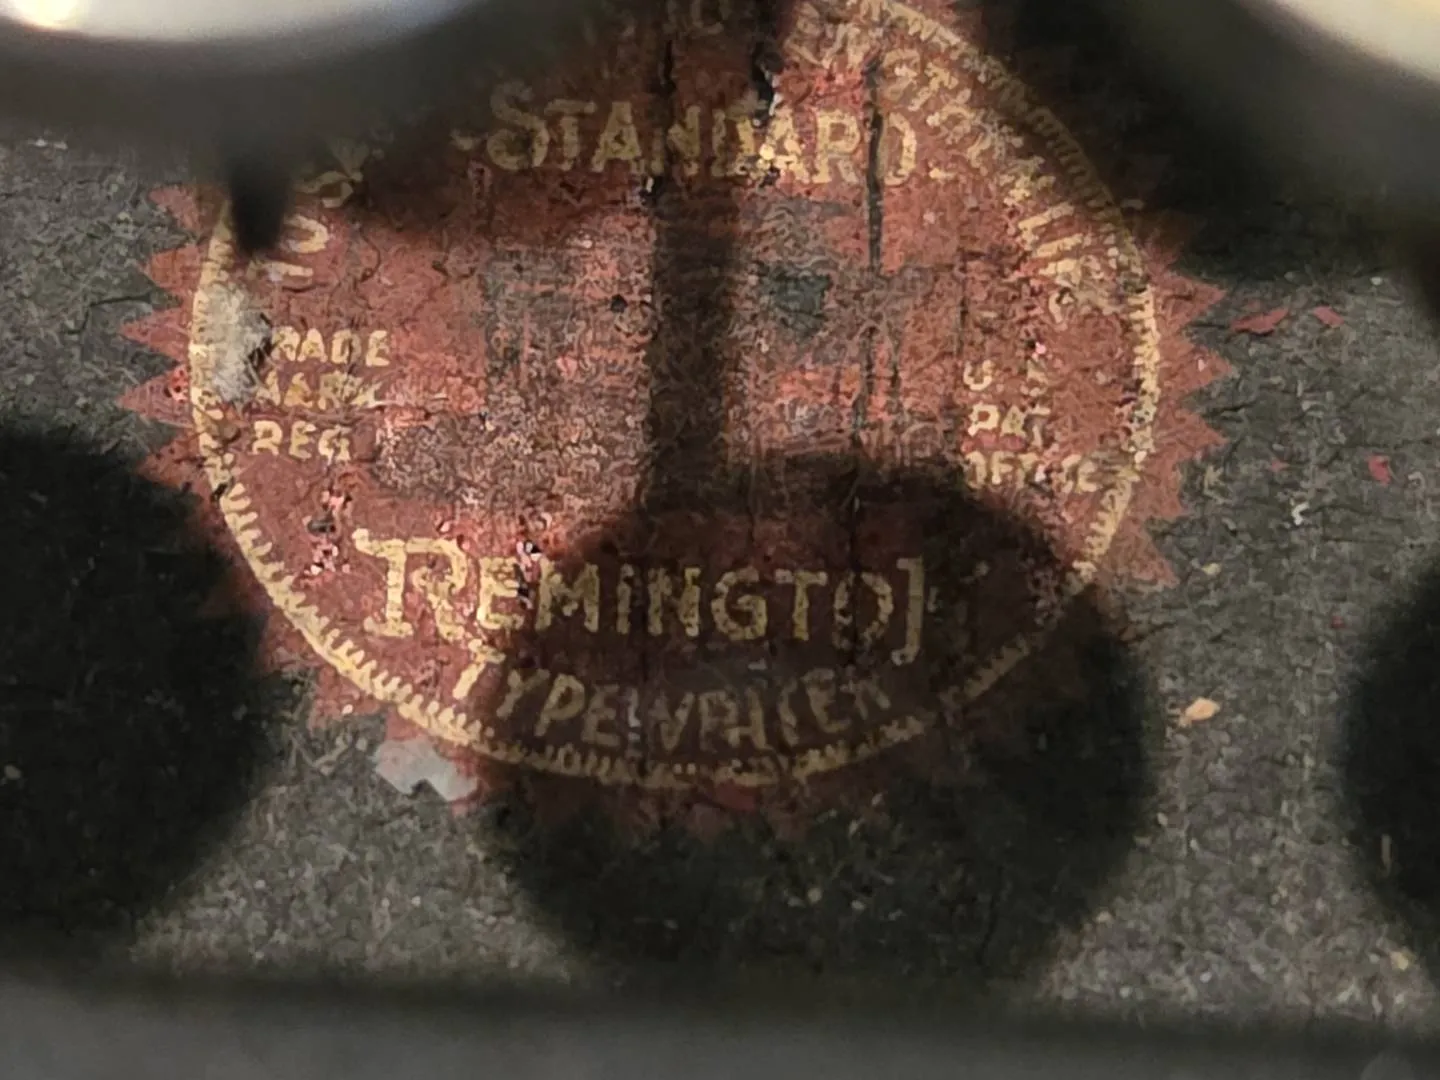 -STANDARD-
TRADE
MARK
REG
U.S.
PAT.
OFFICE
REMINGTON
TYPEWRITER